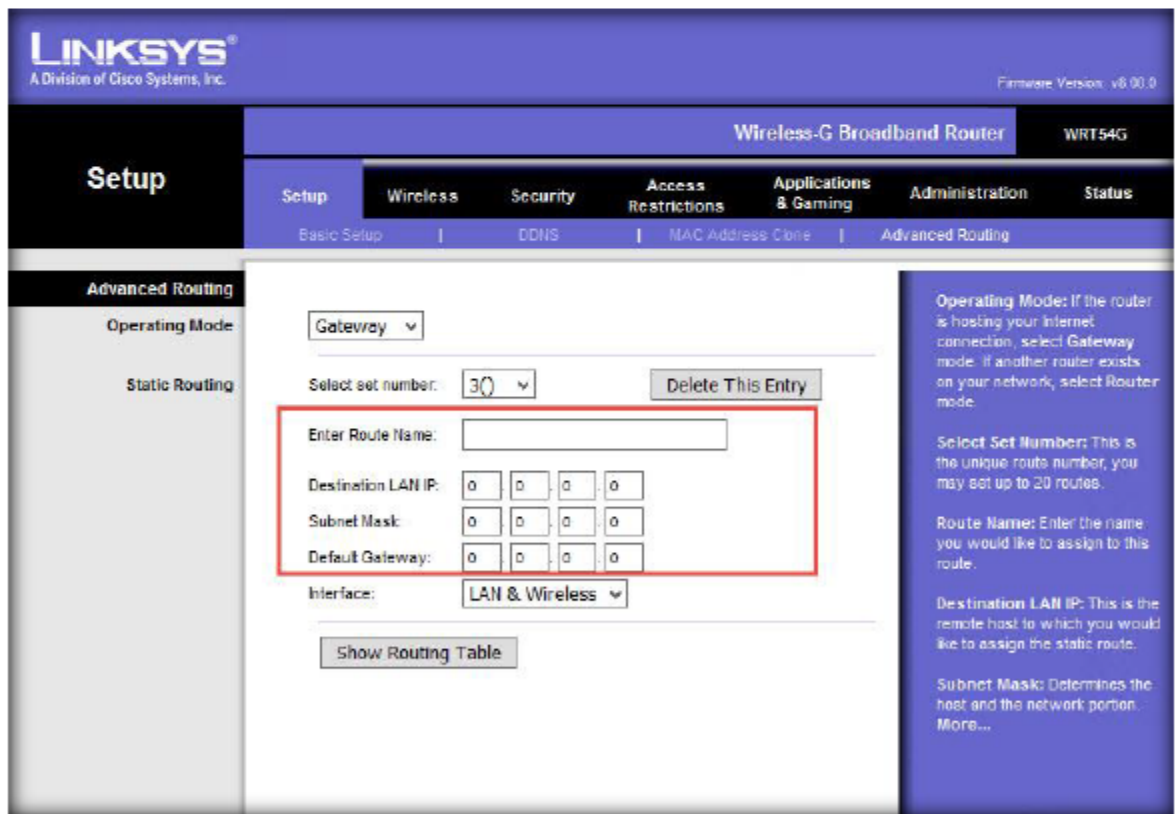 LINKSYS®
A Division of Cisco Systems, Inc.
Firmware Version: v8.00.0
Wireless-G Broadband Router
WRT54G
Setup
Setup
Wireless
Security
Access
Restrictions
Applications
& Gaming
Administration
Status
Basic Setup | DDNS | MAC Address Clone | Advanced Routing
Advanced Routing
Operating Mode
Gateway
Static Routing
Select set number: 3() Delete This Entry
Enter Route Name:
Destination LAN IP: 0 . 0 . 0 . 0
Subnet Mask: 0 . 0 . 0 . 0
Default Gateway: 0 . 0 . 0 . 0
Interface: LAN & Wireless
Show Routing Table
Operating Mode: If the router
is hosting your Internet
connection, select Gateway
mode. If another router exists
on your network, select Router
mode.
Select Set Number: This is
the unique route number, you
may set up to 20 routes.
Route Name: Enter the name
you would like to assign to this
route.
Destination LAN IP: This is the
remote host to which you would
like to assign the static route.
Subnet Mask: Determines the
host and the network portion.
More...